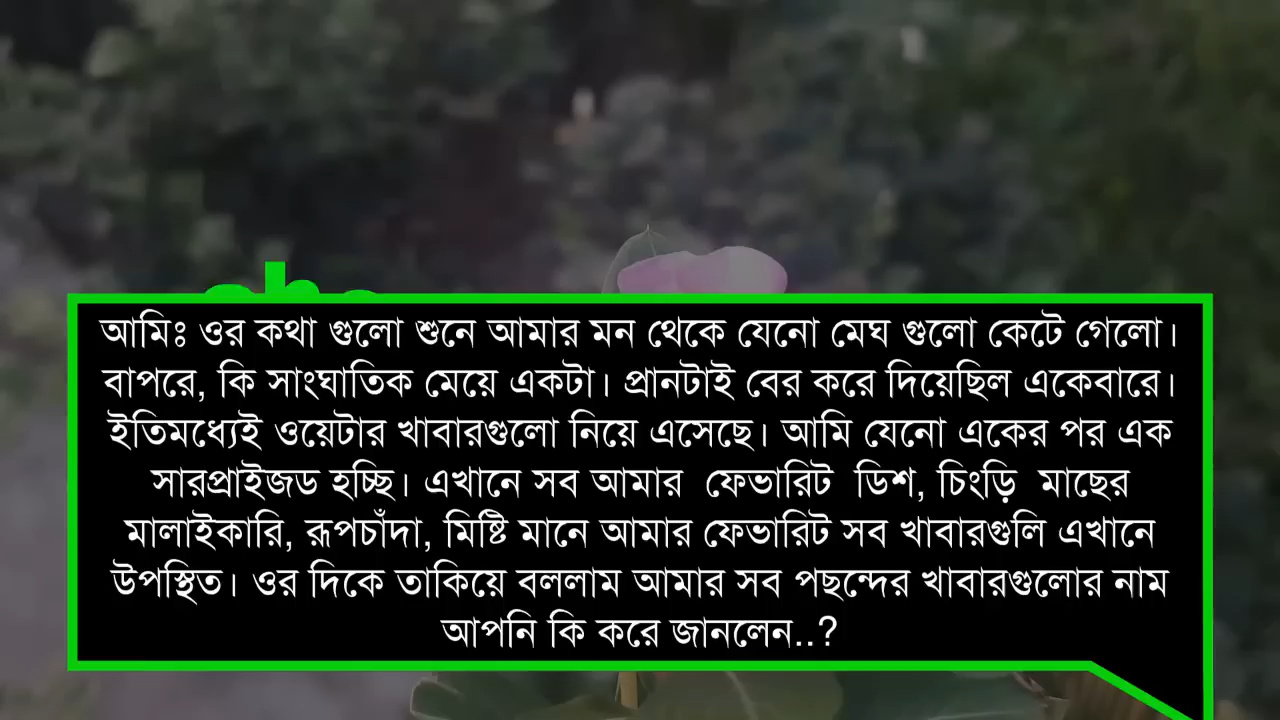 আমিঃ ওর কথা গুলো শুনে আমার মন থেকে যেনো মেঘ গুলো কেটে গেলো।
বাপরে, কি সাংঘাতিক মেয়ে একটা। প্রানটাই বের করে দিয়েছিল একেবারে।
ইতিমধ্যেই ওয়েটার খাবারগুলো নিয়ে এসেছে। আমি যেনো একের পর এক
সারপ্রাইজড হচ্ছি। এখানে সব আমার ফেভারিট ডিশ, চিংড়ি মাছের
মালাইকারি, রূপচাঁদা, মিষ্টি মানে আমার ফেভারিট সব খাবারগুলি এখানে
উপস্থিত। ওর দিকে তাকিয়ে বললাম আমার সব পছন্দের খাবারগুলোর নাম
আপনি কি করে জানলেন..?